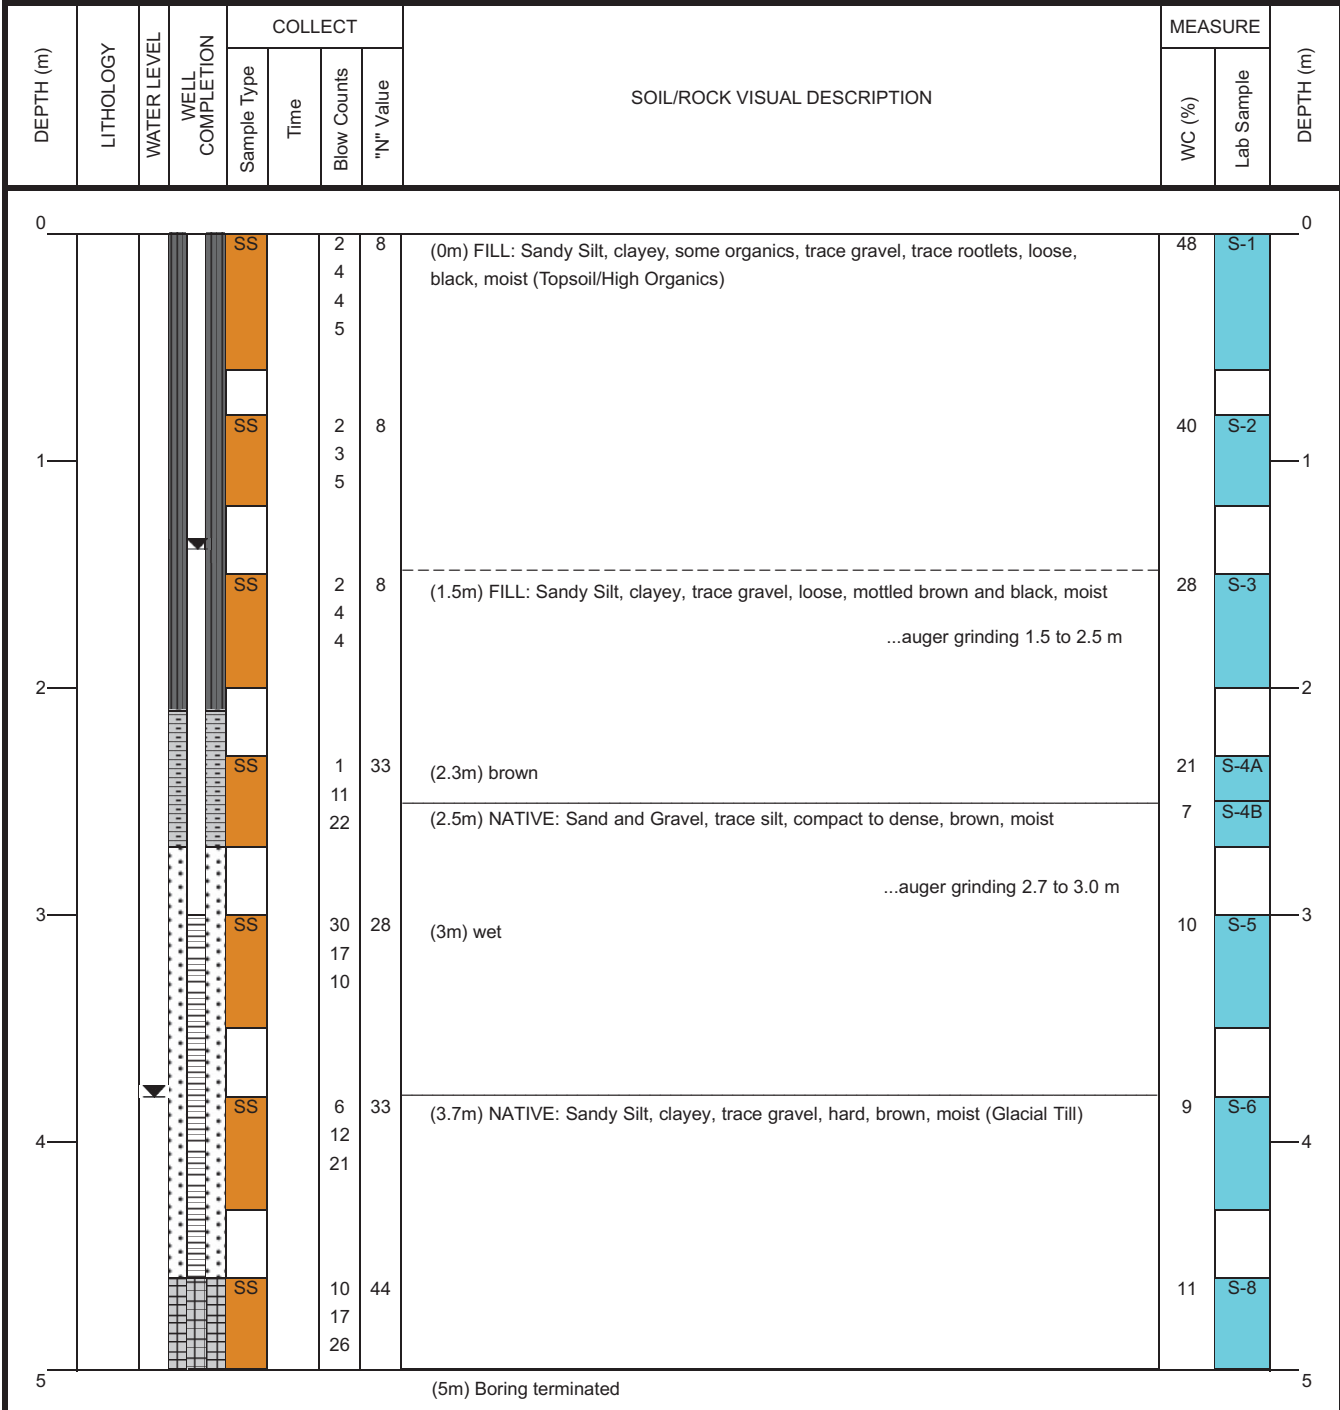 COLLECT MEASURE
DEPTH (m) LITHOLOGY WATER LEVEL WELL COMPLETION Sample Type Time Blow Counts "N" Value SOIL/ROCK VISUAL DESCRIPTION WC (%) Lab Sample DEPTH (m)
0 0
SS 2 8 (0m) FILL: Sandy Silt, clayey, some organics, trace gravel, trace rootlets, loose, 48 S-1
4 black, moist (Topsoil/High Organics)
4
5
SS 2 8 40 S-2
3
1 1
5
SS 2 8 (1.5m) FILL: Sandy Silt, clayey, trace gravel, loose, mottled brown and black, moist 28 S-3
4
4 ...auger grinding 1.5 to 2.5 m
2 2
SS 1 33 (2.3m) brown 21 S-4A
11
22 (2.5m) NATIVE: Sand and Gravel, trace silt, compact to dense, brown, moist 7 S-4B
...auger grinding 2.7 to 3.0 m
3 3
SS 30 28 (3m) wet 10 S-5
17
10
SS 6 33 (3.7m) NATIVE: Sandy Silt, clayey, trace gravel, hard, brown, moist (Glacial Till) 9 S-6
12
4 4
21
SS 10 44 11 S-8
17
26
5 5
(5m) Boring terminated